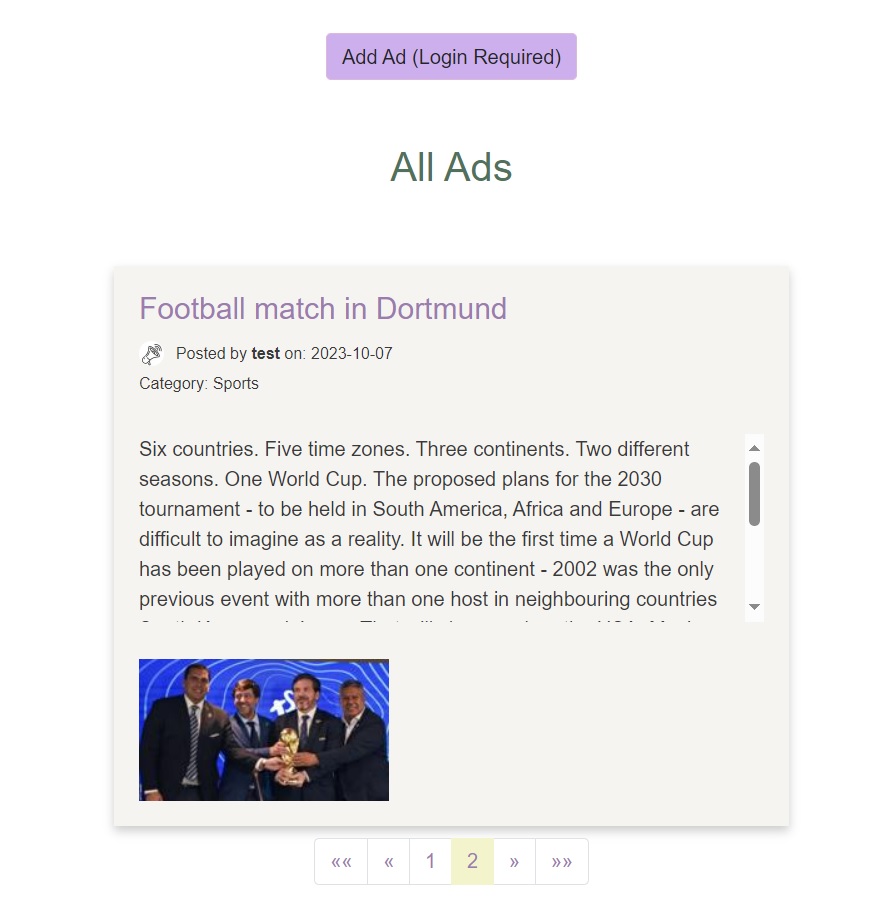 Add Ad (Login Required)
All Ads
Football match in Dortmund
Posted by test on: 2023-10-07
Category: Sports
Six countries. Five time zones. Three continents. Two different
seasons. One World Cup. The proposed plans for the 2030
tournament - to be held in South America, Africa and Europe - are
difficult to imagine as a reality. It will be the first time a World Cup
has been played on more than one continent - 2002 was the only
previous event with more than one host in neighbouring countries
«« « 1 2 » »»